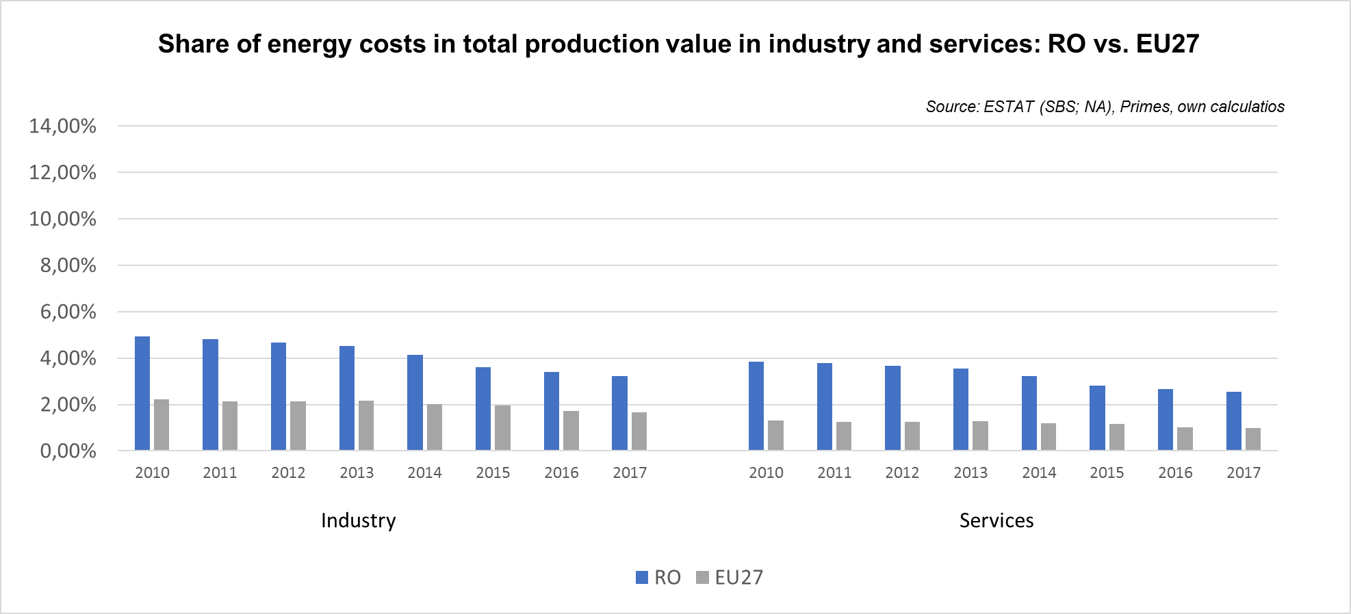 Share of energy costs in total production value in industry and services: RO vs. EU27
Source: ESTAT (SBS; NA), Primes, own calculatios
14,00%
12,00%
10,00%
8,00%
6,00%
4,00%
2,00%
0,00%
2010 2011 2012 2013 2014 2015 2016 2017 2010 2011 2012 2013 2014 2015 2016 2017
Industry Services
RO EU27